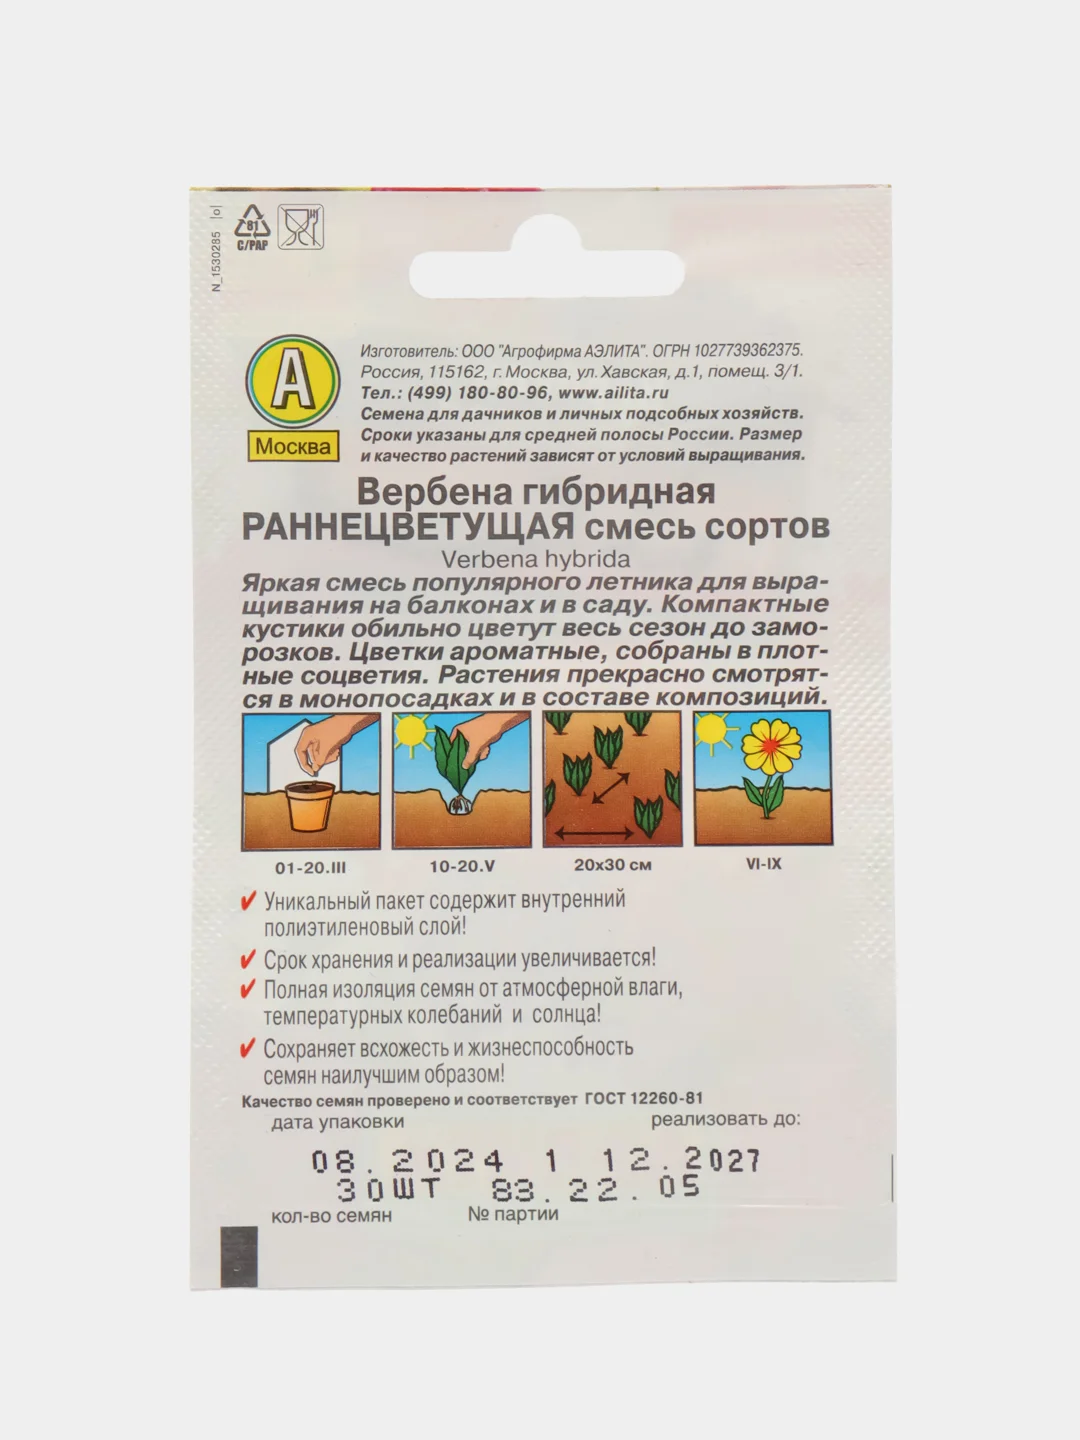 N_1530285 |o|
81
C/PAP
А
Москва
Изготовитель: ООО "Агрофирма АЭЛИТА". ОГРН 1027739362375.
Россия, 115162, г. Москва, ул. Хавская, д.1, помещ. 3/1.
Тел.: (499) 180-80-96, www.ailita.ru
Семена для дачников и личных подсобных хозяйств.
Сроки указаны для средней полосы России. Размер
и качество растений зависят от условий выращивания.
Вербена гибридная
РАННЕЦВЕТУЩАЯ смесь сортов
Verbena hybrida
Яркая смесь популярного летника для выра-
щивания на балконах и в саду. Компактные
кустики обильно цветут весь сезон до замо-
розков. Цветки ароматные, собраны в плот-
ные соцветия. Растения прекрасно смотрят-
ся в монопосадках и в составе композиций.
01-20.III
10-20.V
20х30 см
VI-IX
Уникальный пакет содержит внутренний
полиэтиленовый слой!
Срок хранения и реализации увеличивается!
Полная изоляция семян от атмосферной влаги,
температурных колебаний и солнца!
Сохраняет всхожесть и жизнеспособность
семян наилучшим образом!
Качество семян проверено и соответствует ГОСТ 12260-81
дата упаковки реализовать до:
08.2024 1 12.2027
30ШТ 83.22.05
кол-во семян № партии